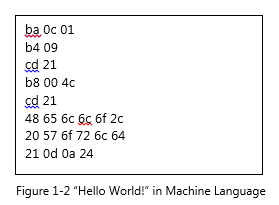 ba 0c 01
b4 09
cd 21
b8 00 4c
cd 21
48 65 6c 6c 6f 2c
20 57 6f 72 6c 64
21 0d 0a 24
Figure 1-2 “Hello World!” in Machine Language